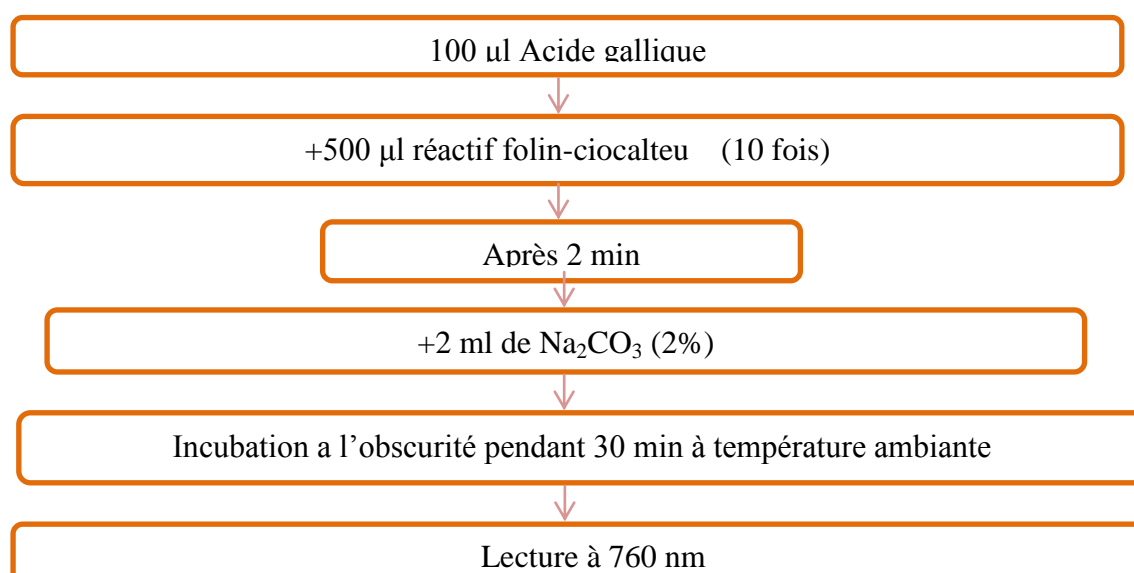 100 µl Acide gallique
+500 µl réactif folin-ciocalteu (10 fois)
Après 2 min
+2 ml de Na₂CO₃ (2%)
Incubation a l’obscurité pendant 30 min à température ambiante
Lecture à 760 nm